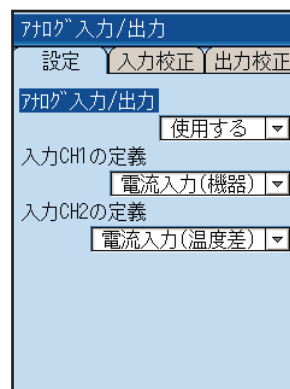 ｱﾅﾛｸﾞ入力/出力
設定 入力校正 出力校正
ｱﾅﾛｸﾞ入力/出力
使用する
入力CH1の定義
電流入力(機器)
入力CH2の定義
電流入力(温度差)